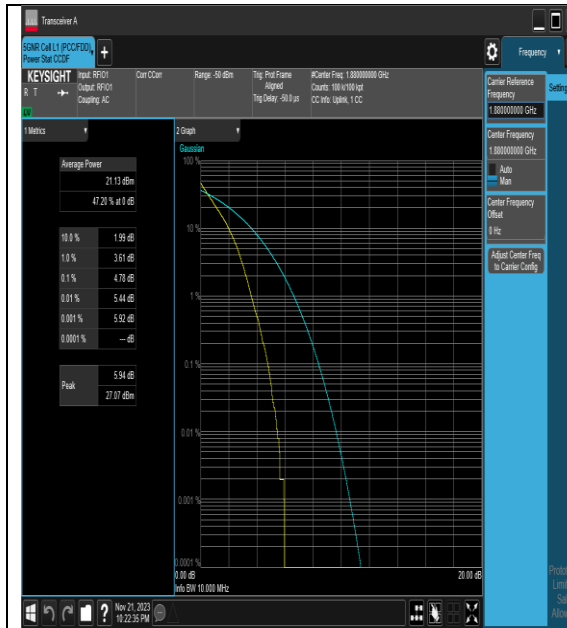 Transceiver A
5GNR Cell L1 (PCC/FDD),
Power Stat CCDF
+
Frequency
KEYSIGHT
R T
LV
Input: RFIO1
Output: RFIO1
Coupling: AC
Corr CCorr
Range: -50 dBm
Trig: Prot Frame
Aligned
Trig Delay: -50.0 µs
#Center Freq: 1.880000000 GHz
Counts: 100 k/100 kpt
CC Info: Uplink, 1 CC
Carrier Reference
Frequency
1.880000000 GHz
Center Frequency
1.880000000 GHz
Auto
Man
Center Frequency
Offset
0 Hz
Adjust Center Freq
to Carrier Config
Setting
1 Metrics
Average Power
21.13 dBm
47.20 % at 0 dB
10.0 % 1.99 dB
1.0 % 3.61 dB
0.1 % 4.78 dB
0.01 % 5.44 dB
0.001 % 5.92 dB
0.0001 % --- dB
Peak
5.94 dB
27.07 dBm
2 Graph
Gaussian
100 %
10 %
1 %
0.1 %
0.01 %
0.001 %
0.0001 %
0.00 dB
20.00 dB
Info BW 10.000 MHz
Protot
Limit
Sal
Allow
?
Nov 21, 2023
10:22:35 PM